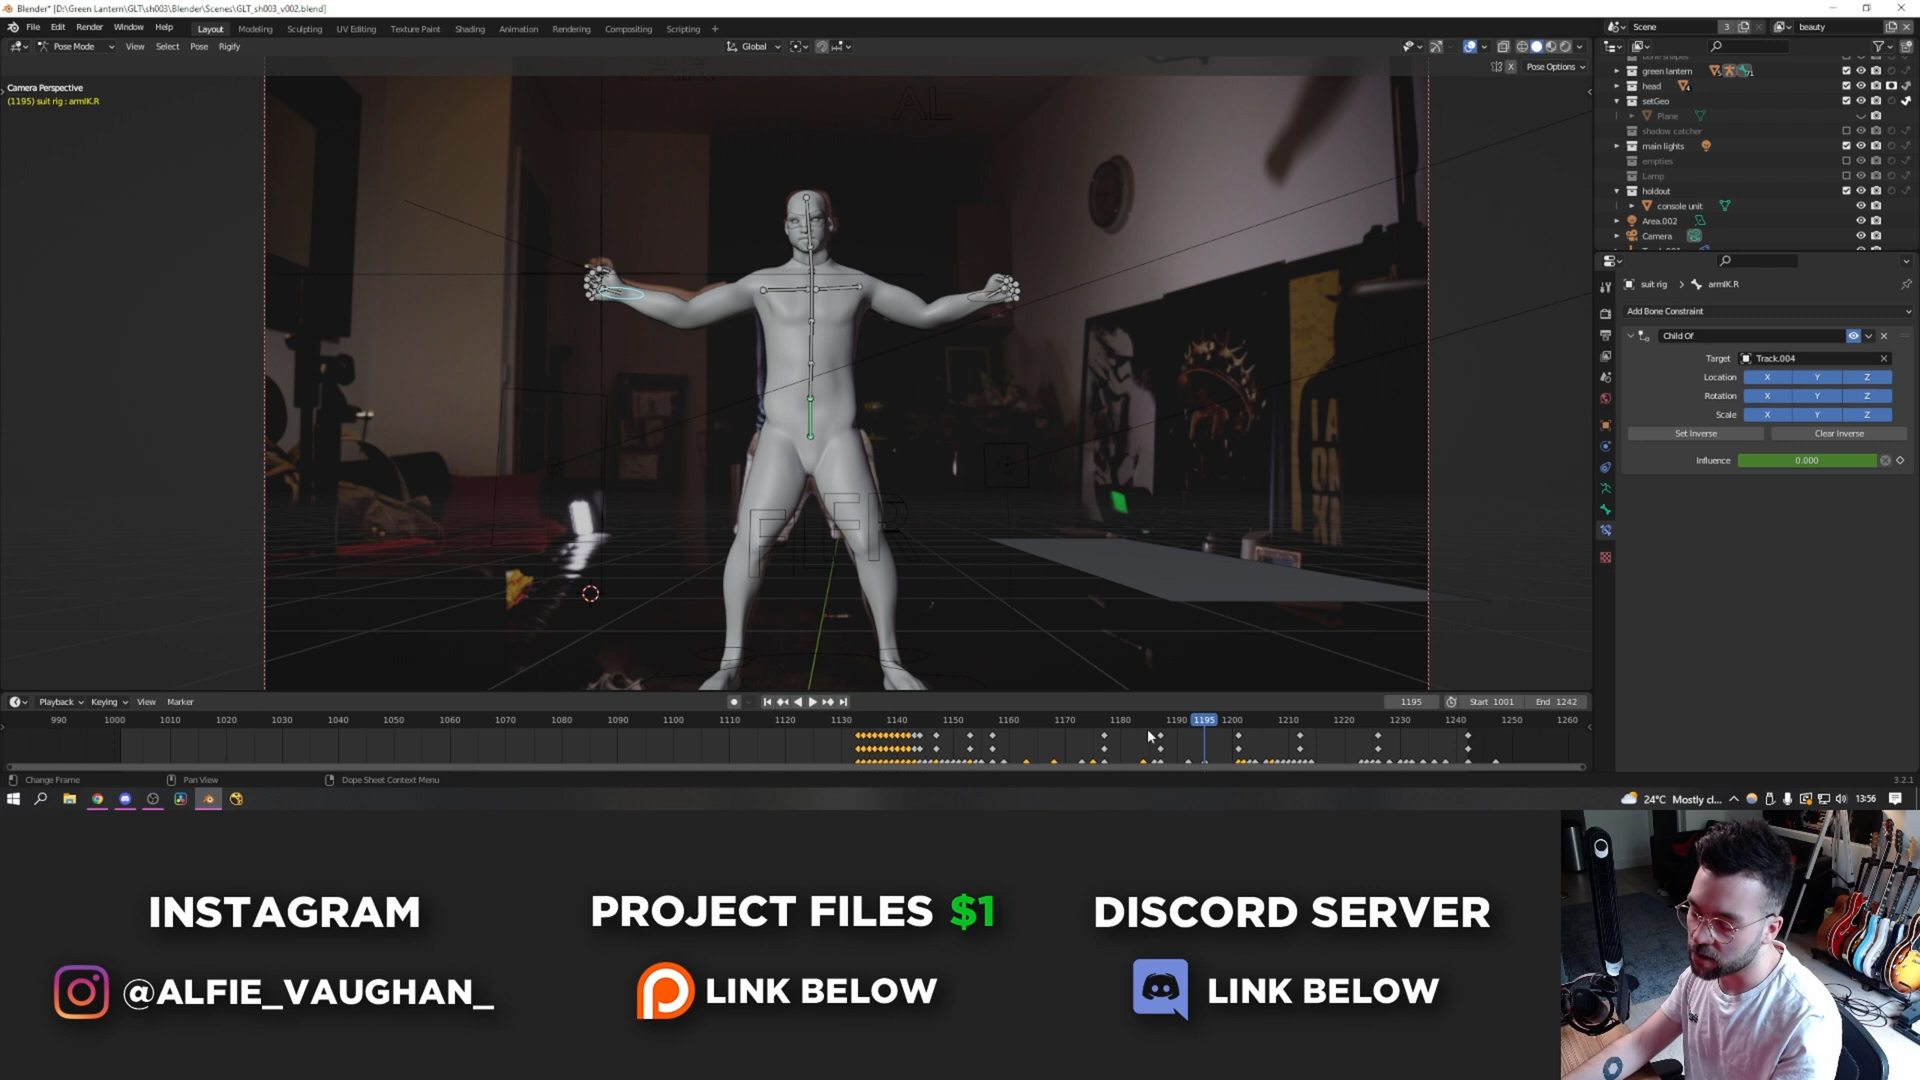 Blender* [D:\Green Lantern\GLT\sh003\Blender\Scenes\GLT_sh003_v002.blend]
File Edit Render Window Help Layout Modeling Sculpting UV Editing Texture Paint Shading Animation Rendering Compositing Scripting + Scene 3 beauty
Pose Mode View Select Pose Rigify Global
X Pose Options
Camera Perspective
(1195) suit rig : armIK.R
green lantern
head
setGeo
Plane
shadow catcher
main lights
empties
Lamp
holdout
console unit
Area.002
Camera
suit rig > armIK.R
Add Bone Constraint
Child Of
Target Track.004
Location X Y Z
Rotation X Y Z
Scale X Y Z
Set Inverse Clear Inverse
Influence 0.000
Playback Keying View Marker 1195 Start 1001 End 1242
990 1000 1010 1020 1030 1040 1050 1060 1070 1080 1090 1100 1110 1120 1130 1140 1150 1160 1170 1180 1190 1195 1200 1210 1220 1230 1240 1250 1260
Change Frame Pan View Dope Sheet Context Menu 3.2.1
24°C Mostly cl... 13:56
INSTAGRAM
@ALFIE_VAUGHAN_
PROJECT FILES $1
LINK BELOW
DISCORD SERVER
LINK BELOW